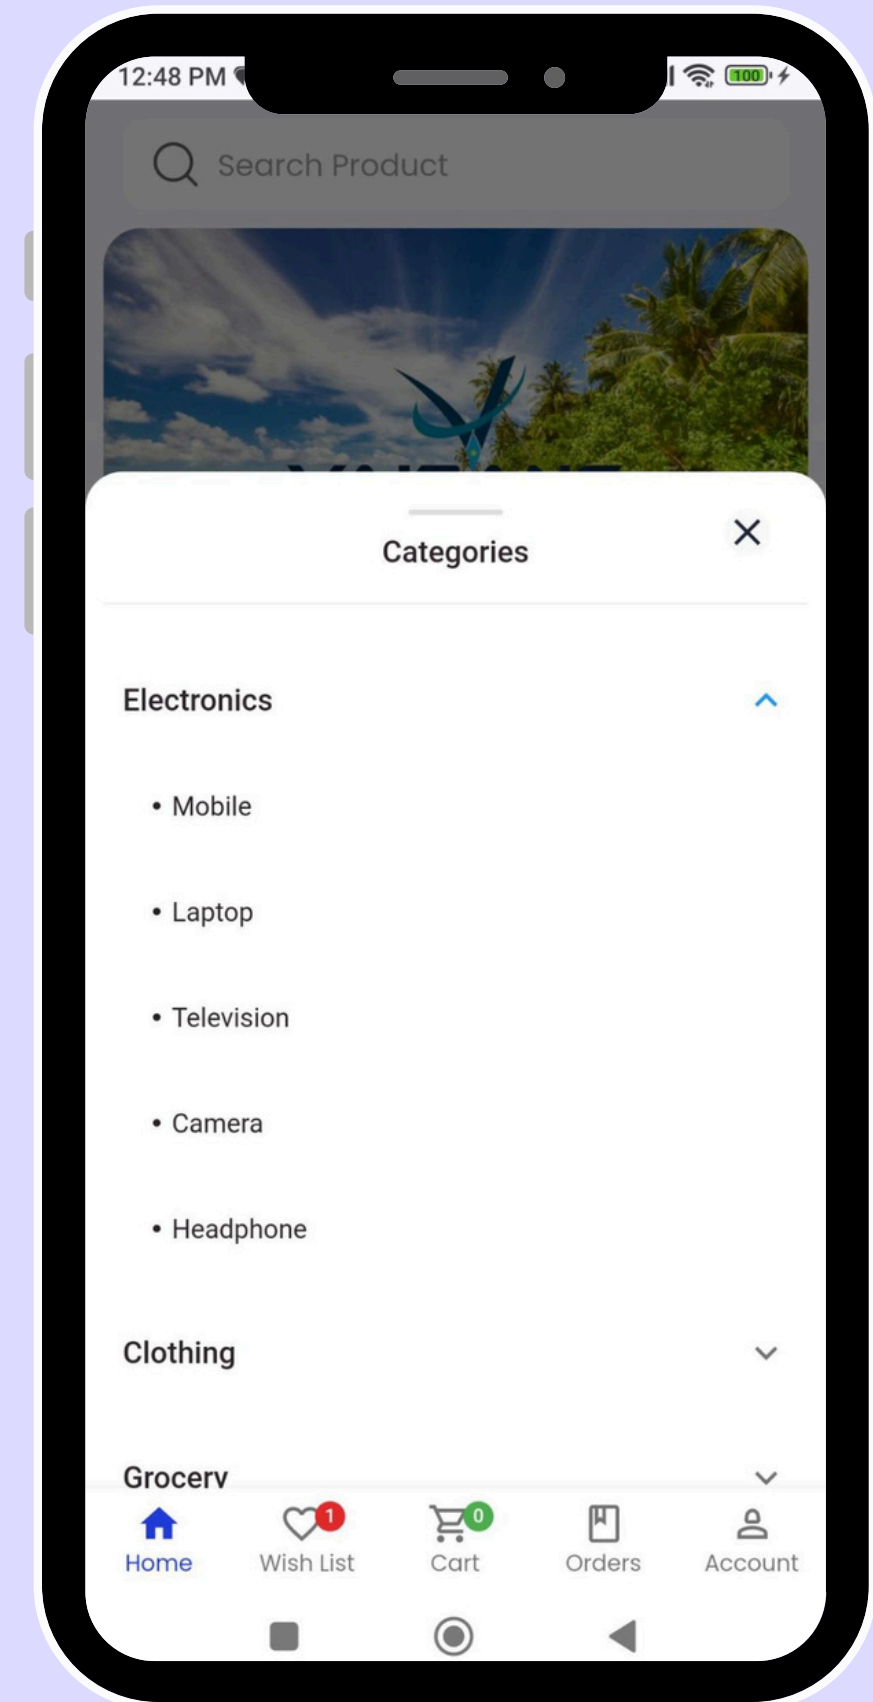 12:48 PM
100
Search Product
Categories
Electronics
• Mobile
• Laptop
• Television
• Camera
• Headphone
Clothing
Grocery
1
0
Home Wish List Cart Orders Account